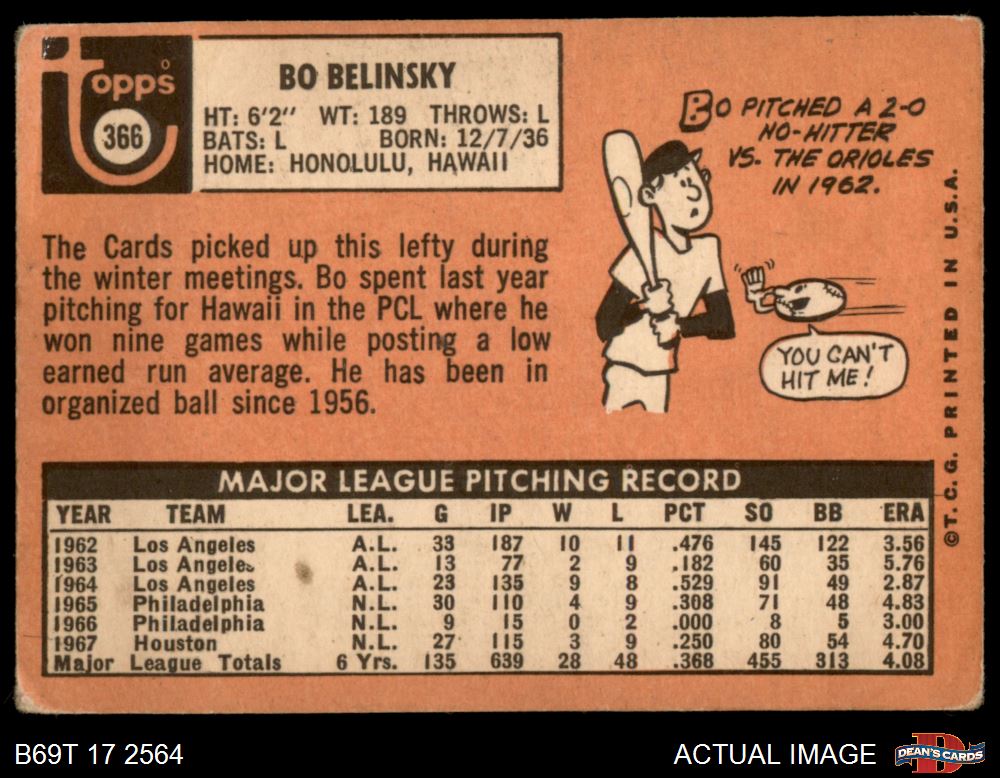 topps
366
BO BELINSKY
HT: 6'2" WT: 189 THROWS: L
BATS: L BORN: 12/7/36
HOME: HONOLULU, HAWAII
BO PITCHED A 2-0
NO-HITTER
VS. THE ORIOLES
IN 1962.
YOU CAN'T
HIT ME!
The Cards picked up this lefty during
the winter meetings. Bo spent last year
pitching for Hawaii in the PCL where he
won nine games while posting a low
earned run average. He has been in
organized ball since 1956.
MAJOR LEAGUE PITCHING RECORD
YEAR TEAM LEA. G IP W L PCT SO BB ERA
1962 Los Angeles A.L. 33 187 10 11 .476 145 122 3.56
1963 Los Angeles A.L. 13 77 2 9 .182 60 35 5.76
1964 Los Angeles A.L. 23 135 9 8 .529 91 49 2.87
1965 Philadelphia N.L. 30 110 4 9 .308 71 48 4.83
1966 Philadelphia N.L. 9 15 0 2 .000 8 5 3.00
1967 Houston N.L. 27 115 3 9 .250 80 54 4.70
Major League Totals 6 Yrs. 135 639 28 48 .368 455 313 4.08
©T. C. G. PRINTED IN U.S.A.
B69T 17 2564
ACTUAL IMAGE
DEAN'S CARDS